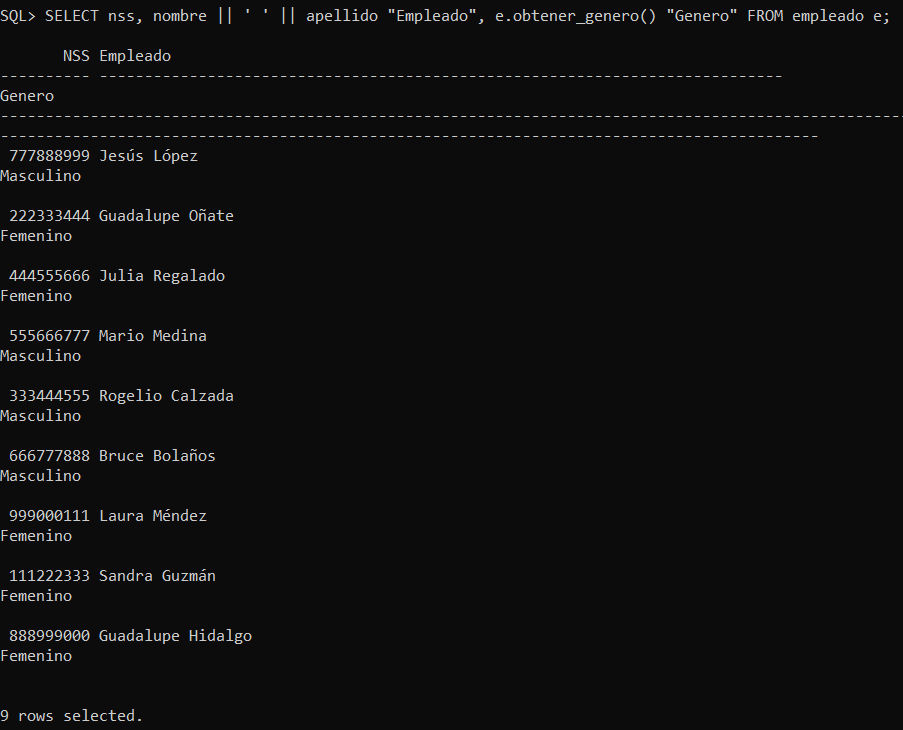 SQL> SELECT nss, nombre || ' ' || apellido "Empleado", e.obtener_genero() "Genero" FROM empleado e;
       NSS Empleado
---------- ----------------------------------------------------------------------------
Genero
----------------------------------------------------------------------------------------------------
-------------------------------------------------------------------------------------------
 777888999 Jesús López
Masculino
 222333444 Guadalupe Oñate
Femenino
 444555666 Julia Regalado
Femenino
 555666777 Mario Medina
Masculino
 333444555 Rogelio Calzada
Masculino
 666777888 Bruce Bolaños
Masculino
 999000111 Laura Méndez
Femenino
 111222333 Sandra Guzmán
Femenino
 888999000 Guadalupe Hidalgo
Femenino
9 rows selected.